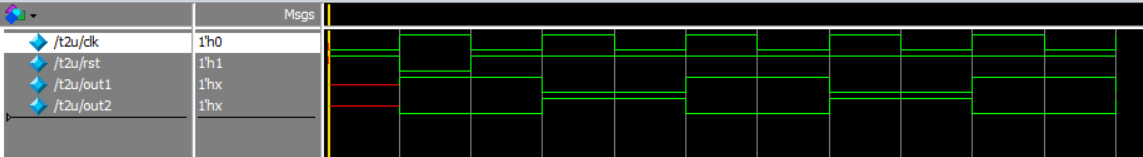 Msgs
/t2u/clk 1'h0
/t2u/rst 1'h1
/t2u/out1 1'hx
/t2u/out2 1'hx